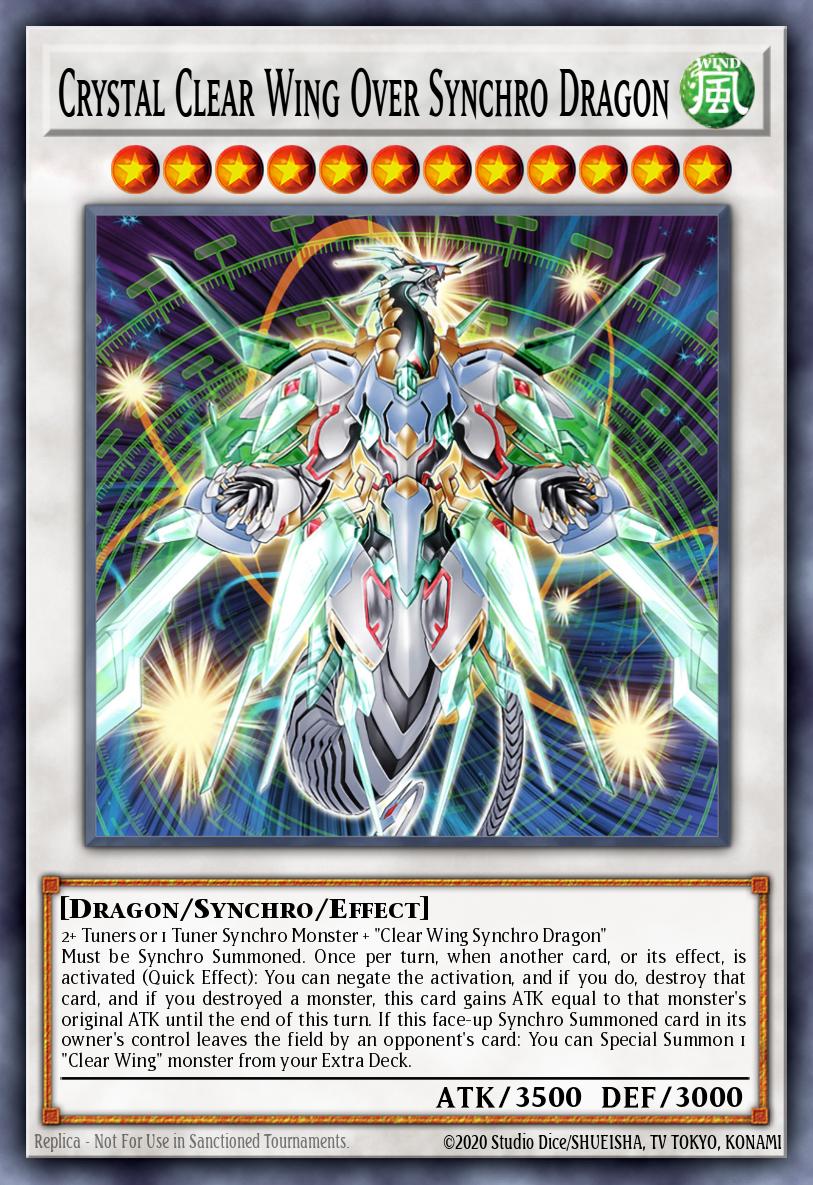 Crystal Clear Wing Over Synchro Dragon
WIND
風
[Dragon/Synchro/Effect]
2+ Tuners or 1 Tuner Synchro Monster + "Clear Wing Synchro Dragon"
Must be Synchro Summoned. Once per turn, when another card, or its effect, is
activated (Quick Effect): You can negate the activation, and if you do, destroy that
card, and if you destroyed a monster, this card gains ATK equal to that monster's
original ATK until the end of this turn. If this face-up Synchro Summoned card in its
owner's control leaves the field by an opponent's card: You can Special Summon 1
"Clear Wing" monster from your Extra Deck.
ATK/3500 DEF/3000
Replica - Not For Use in Sanctioned Tournaments.
©2020 Studio Dice/SHUEISHA, TV TOKYO, KONAMI